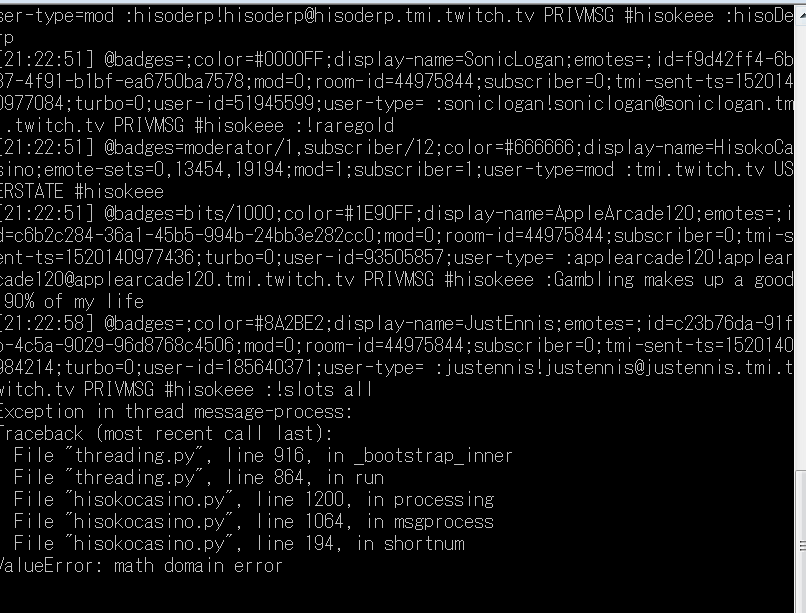 ser-type=mod :hisoderp!hisoderp@hisoderp.tmi.twitch.tv PRIVMSG #hisokeee :hisoDe
rp
[21:22:51] @badges=;color=#0000FF;display-name=SonicLogan;emotes=;id=f9d42ff4-6b
87-4f91-b1bf-ea6750ba7578;mod=0;room-id=44975844;subscriber=0;tmi-sent-ts=152014
0977084;turbo=0;user-id=51945599;user-type= :soniclogan!soniclogan@soniclogan.tm
i.twitch.tv PRIVMSG #hisokeee :!raregold
[21:22:51] @badges=moderator/1,subscriber/12;color=#666666;display-name=HisokoCa
sino;emote-sets=0,13454,19194;mod=1;subscriber=1;user-type=mod :tmi.twitch.tv US
ERSTATE #hisokeee
[21:22:51] @badges=bits/1000;color=#1E90FF;display-name=AppleArcade120;emotes=;i
d=c6b2c284-36a1-45b5-994b-24bb3e282cc0;mod=0;room-id=44975844;subscriber=0;tmi-s
ent-ts=1520140977436;turbo=0;user-id=93505857;user-type= :applearcade120!applear
cade120@applearcade120.tmi.twitch.tv PRIVMSG #hisokeee :Gambling makes up a good
 90% of my life
[21:22:58] @badges=;color=#8A2BE2;display-name=JustEnnis;emotes=;id=c23b76da-91f
6-4c5a-9029-96d8768c4506;mod=0;room-id=44975844;subscriber=0;tmi-sent-ts=1520140
984214;turbo=0;user-id=185640371;user-type= :justennis!justennis@justennis.tmi.t
witch.tv PRIVMSG #hisokeee :!slots all
Exception in thread message-process:
Traceback (most recent call last):
  File "threading.py", line 916, in _bootstrap_inner
  File "threading.py", line 864, in run
  File "hisokocasino.py", line 1200, in processing
  File "hisokocasino.py", line 1064, in msgprocess
  File "hisokocasino.py", line 194, in shortnum
ValueError: math domain error